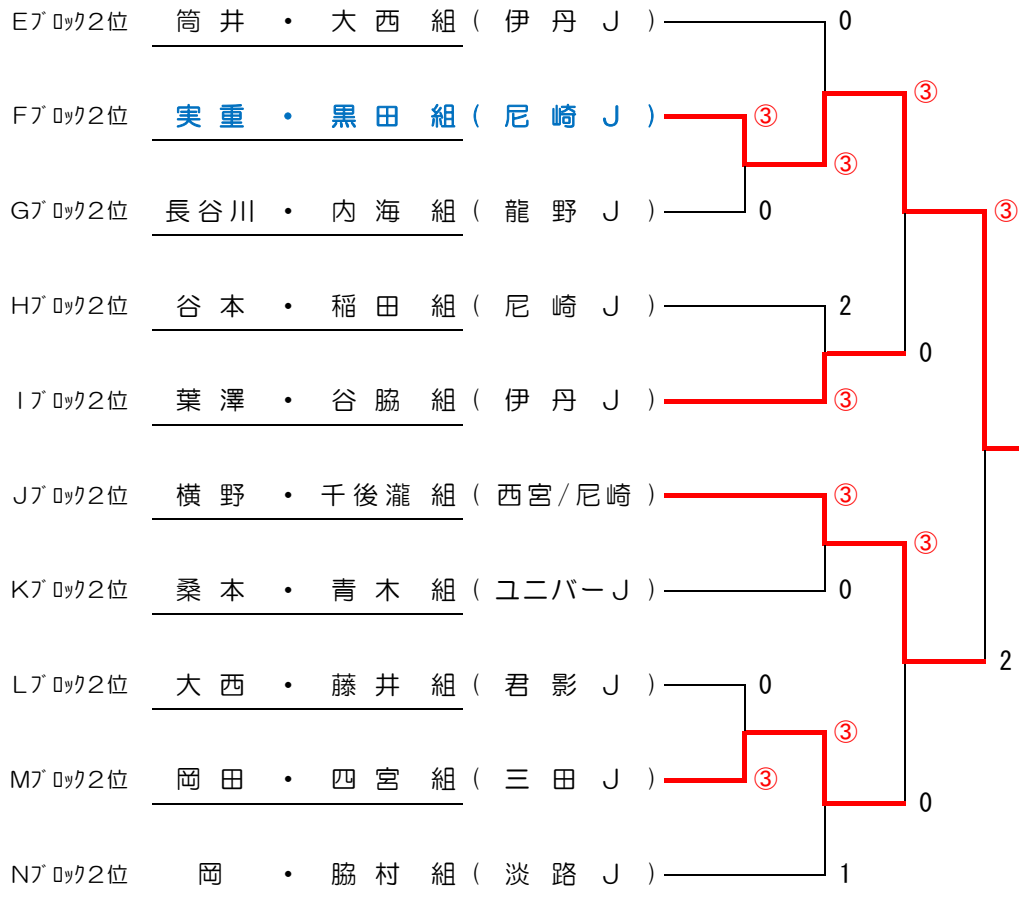 Eﾌﾞﾛｯｸ2位 筒井・大西組(伊丹J) 0
③
Fﾌﾞﾛｯｸ2位 実重・黒田組(尼崎J) ③
③
Gﾌﾞﾛｯｸ2位 長谷川・内海組(龍野J) 0
③
Hﾌﾞﾛｯｸ2位 谷本・稲田組(尼崎J) 2
0
Iﾌﾞﾛｯｸ2位 葉澤・谷脇組(伊丹J) ③
Jﾌﾞﾛｯｸ2位 横野・千後瀧組(西宮/尼崎) ③
③
Kﾌﾞﾛｯｸ2位 桑本・青木組(ユニバーJ) 0
2
Lﾌﾞﾛｯｸ2位 大西・藤井組(君影J) 0
③
Mﾌﾞﾛｯｸ2位 岡田・四宮組(三田J) ③
0
Nﾌﾞﾛｯｸ2位 岡・脇村組(淡路J) 1